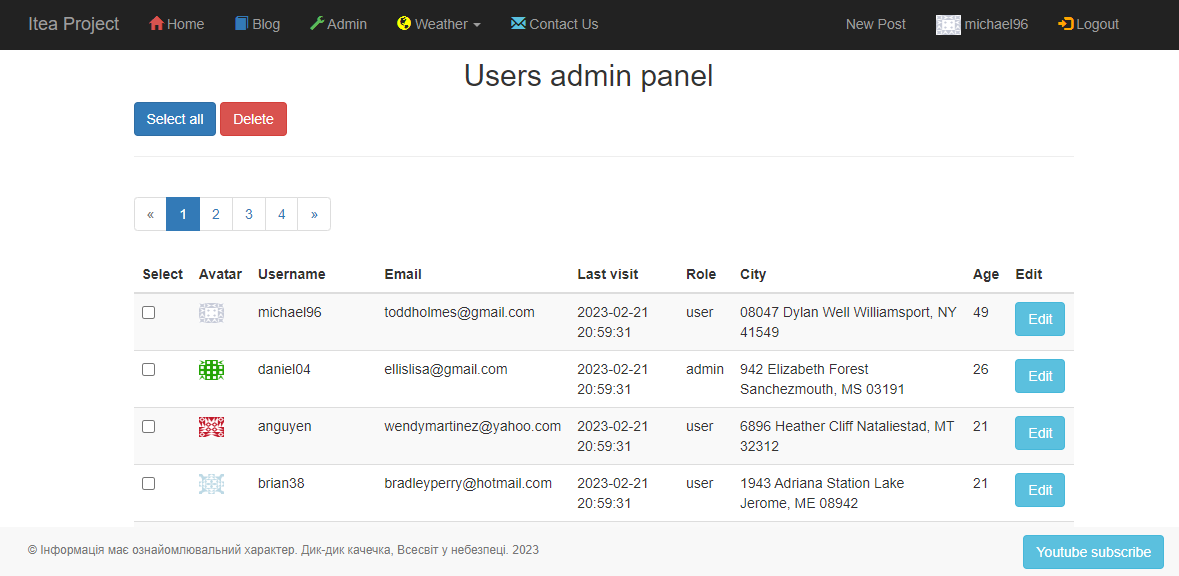 Itea Project Home Blog Admin Weather Contact Us New Post michael96 Logout
Users admin panel
Select all Delete
« 1 2 3 4 »
Select Avatar Username Email Last visit Role City Age Edit
michael96 toddholmes@gmail.com 2023-02-21 user 08047 Dylan Well Williamsport, NY 49 Edit
20:59:31 41549
daniel04 ellislisa@gmail.com 2023-02-21 admin 942 Elizabeth Forest 26 Edit
20:59:31 Sanchezmouth, MS 03191
anguyen wendymartinez@yahoo.com 2023-02-21 user 6896 Heather Cliff Nataliestad, MT 21 Edit
20:59:31 32312
brian38 bradleyperry@hotmail.com 2023-02-21 user 1943 Adriana Station Lake 21 Edit
20:59:31 Jerome, ME 08942
© Інформація має ознайомлювальний характер. Дик-дик качечка, Всесвіт у небезпеці. 2023 Youtube subscribe